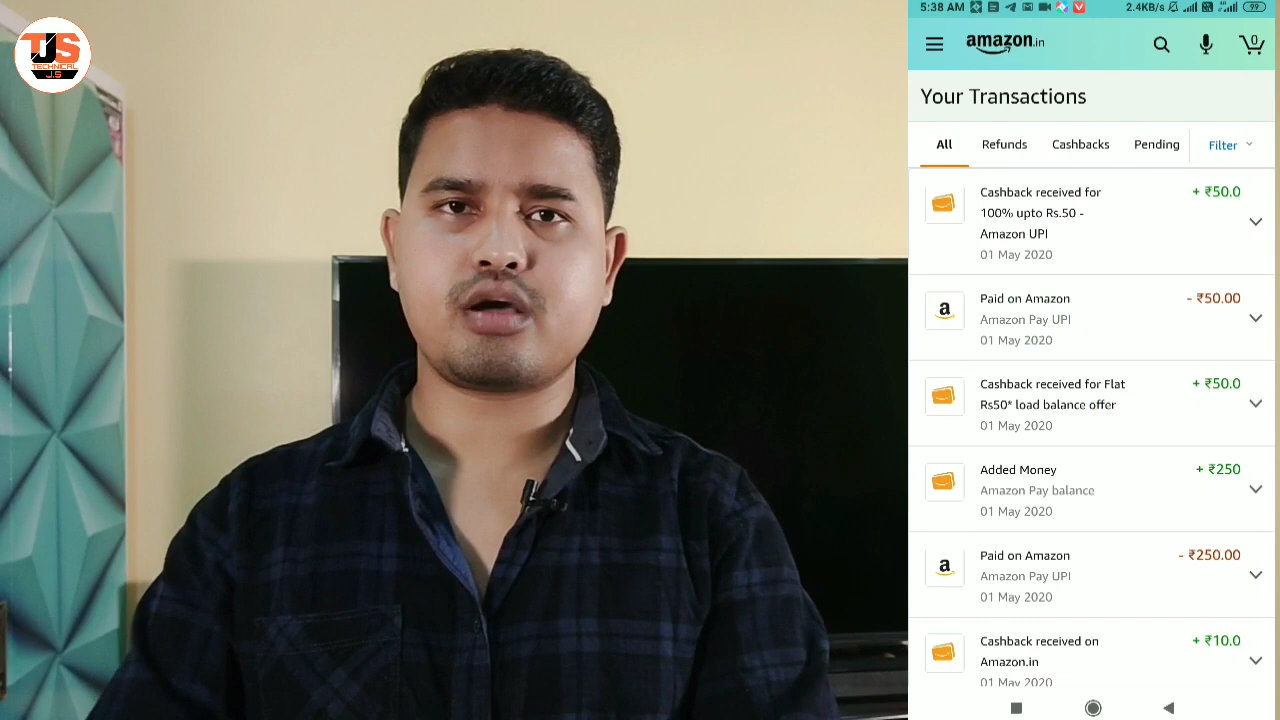 TJS
TECHNICAL
J.S
5:38 AM
2.4KB/s
99
amazon.in
0
Your Transactions
All Refunds Cashbacks Pending Filter
Cashback received for
100% upto Rs.50 -
Amazon UPI
+ ₹50.0
01 May 2020
Paid on Amazon
- ₹50.00
Amazon Pay UPI
01 May 2020
Cashback received for Flat
Rs50* load balance offer
+ ₹50.0
01 May 2020
Added Money
+ ₹250
Amazon Pay balance
01 May 2020
Paid on Amazon
- ₹250.00
Amazon Pay UPI
01 May 2020
Cashback received on
Amazon.in
+ ₹10.0
01 May 2020